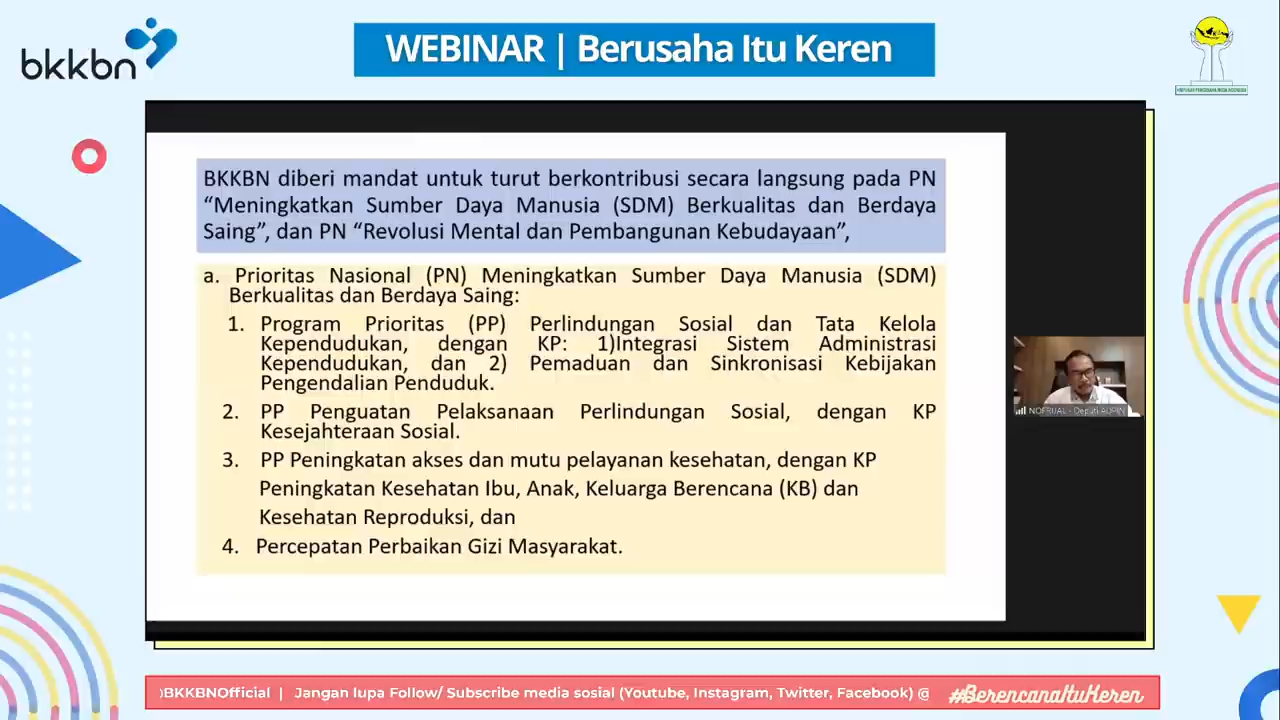 bkkbn
WEBINAR | Berusaha Itu Keren
BKKBN diberi mandat untuk turut berkontribusi secara langsung pada PN
“Meningkatkan Sumber Daya Manusia (SDM) Berkualitas dan Berdaya
Saing”, dan PN “Revolusi Mental dan Pembangunan Kebudayaan”,
a. Prioritas Nasional (PN) Meningkatkan Sumber Daya Manusia (SDM)
Berkualitas dan Berdaya Saing:
1. Program Prioritas (PP) Perlindungan Sosial dan Tata Kelola
Kependudukan, dengan KP: 1)Integrasi Sistem Administrasi
Kependudukan, dan 2) Pemaduan dan Sinkronisasi Kebijakan
Pengendalian Penduduk.
2. PP Penguatan Pelaksanaan Perlindungan Sosial, dengan KP
Kesejahteraan Sosial.
3. PP Peningkatan akses dan mutu pelayanan kesehatan, dengan KP
Peningkatan Kesehatan Ibu, Anak, Keluarga Berencana (KB) dan
Kesehatan Reproduksi, dan
4. Percepatan Perbaikan Gizi Masyarakat.
NOFRIJAL - Deputi ADPIN
@BKKBNOfficial | Jangan lupa Follow/ Subscribe media sosial (Youtube, Instagram, Twitter, Facebook) @
#BerencanaItuKeren